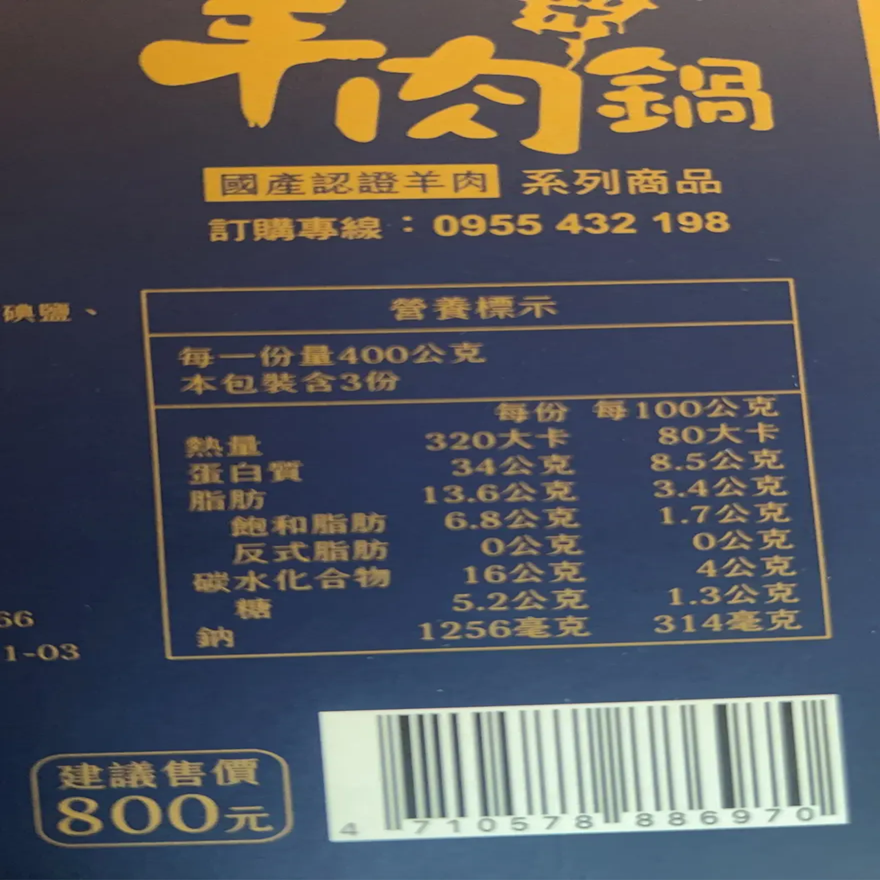 羊肉鍋
國產認證羊肉 系列商品
訂購專線：0955 432 198
碘鹽、
營養標示
每一份量400公克
本包裝含3份
每份 每100公克
熱量 320大卡 80大卡
蛋白質 34公克 8.5公克
脂肪 13.6公克 3.4公克
飽和脂肪 6.8公克 1.7公克
反式脂肪 0公克 0公克
碳水化合物 16公克 4公克
糖 5.2公克 1.3公克
鈉 1256毫克 314毫克
66
1-03
建議售價
800元
4 710578 886970